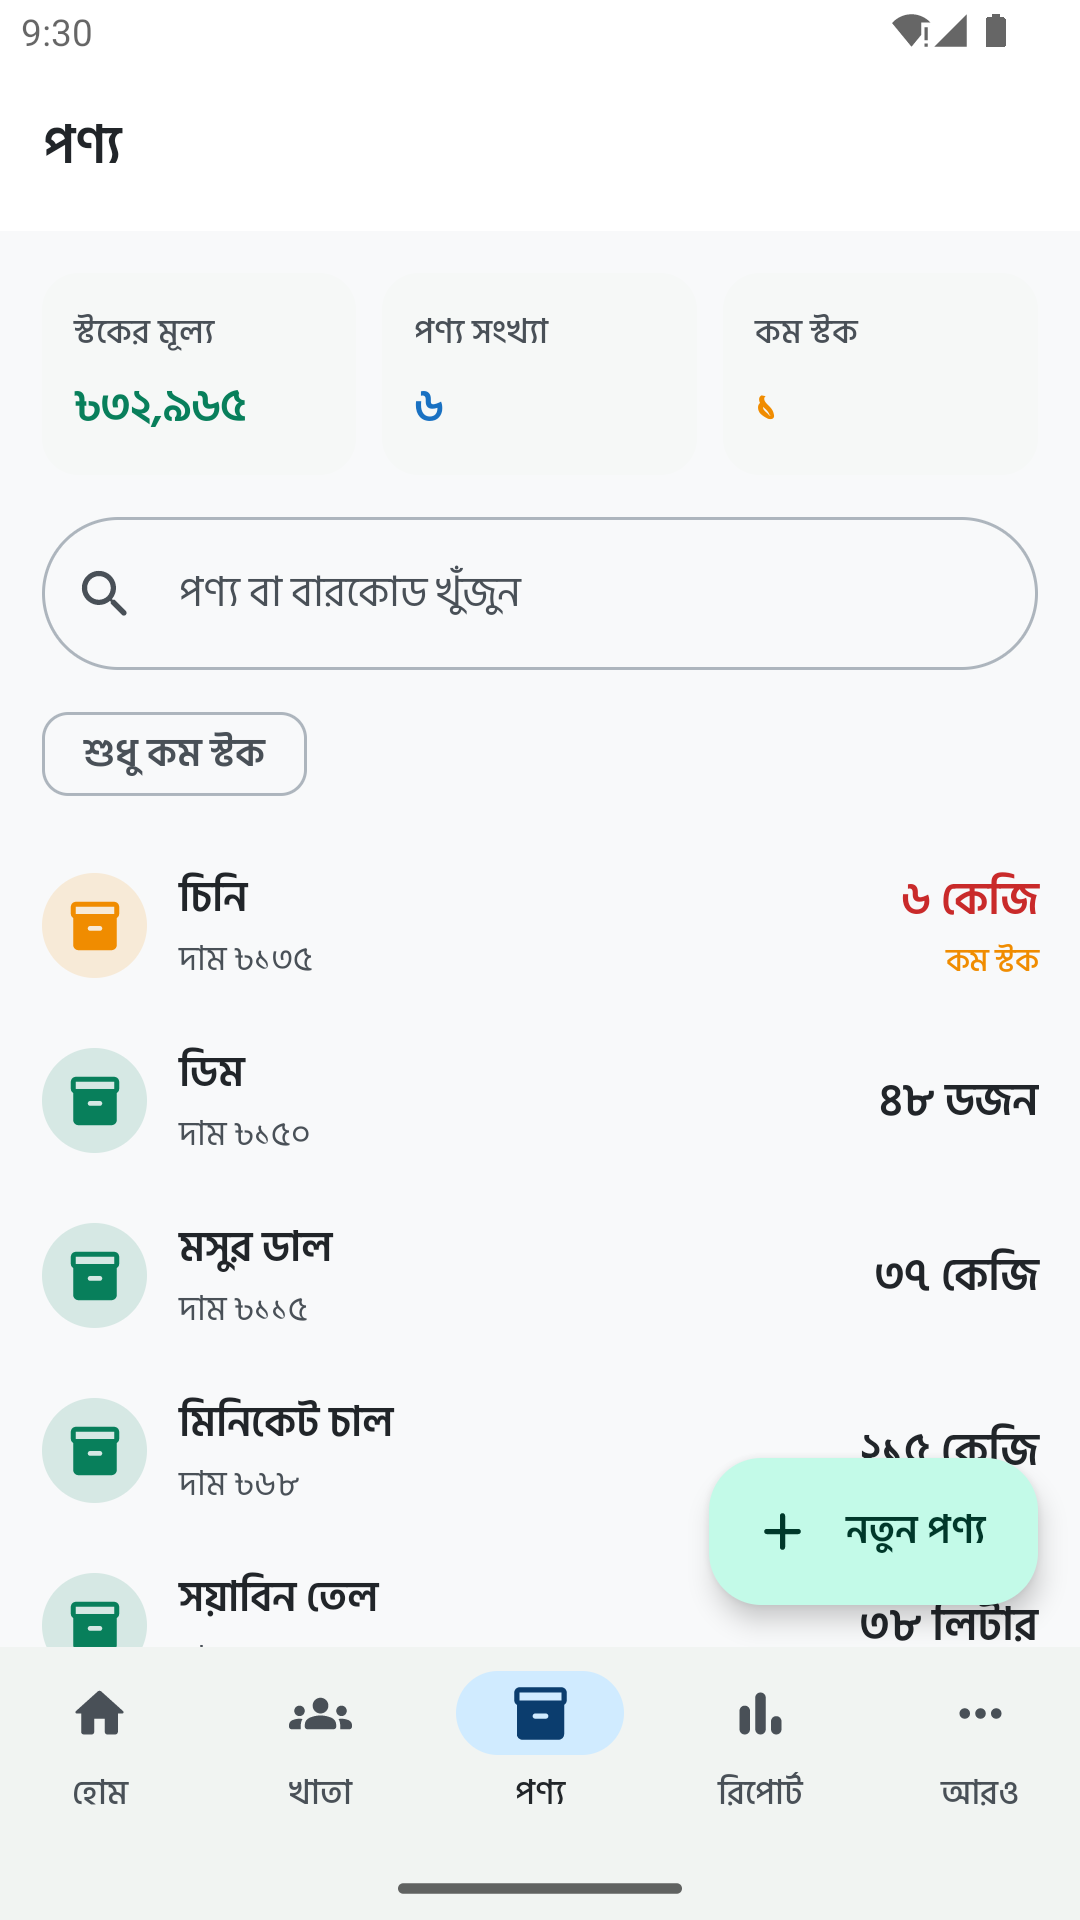 9:30
পণ্য
স্টকের মূল্য
৳৩২,৯৬৫
পণ্য সংখ্যা
৬
কম স্টক
১
পণ্য বা বারকোড খুঁজুন
শুধু কম স্টক
চিনি
৬ কেজি
দাম ৳১৩৫
কম স্টক
ডিম
৪৮ ডজন
দাম ৳১৫০
মসুর ডাল
৩৭ কেজি
দাম ৳১১৫
মিনিকেট চাল
২১৫ কেজি
দাম ৳৬৮
নতুন পণ্য
সয়াবিন তেল
৩৮ লিটার
হোম
খাতা
পণ্য
রিপোর্ট
আরও